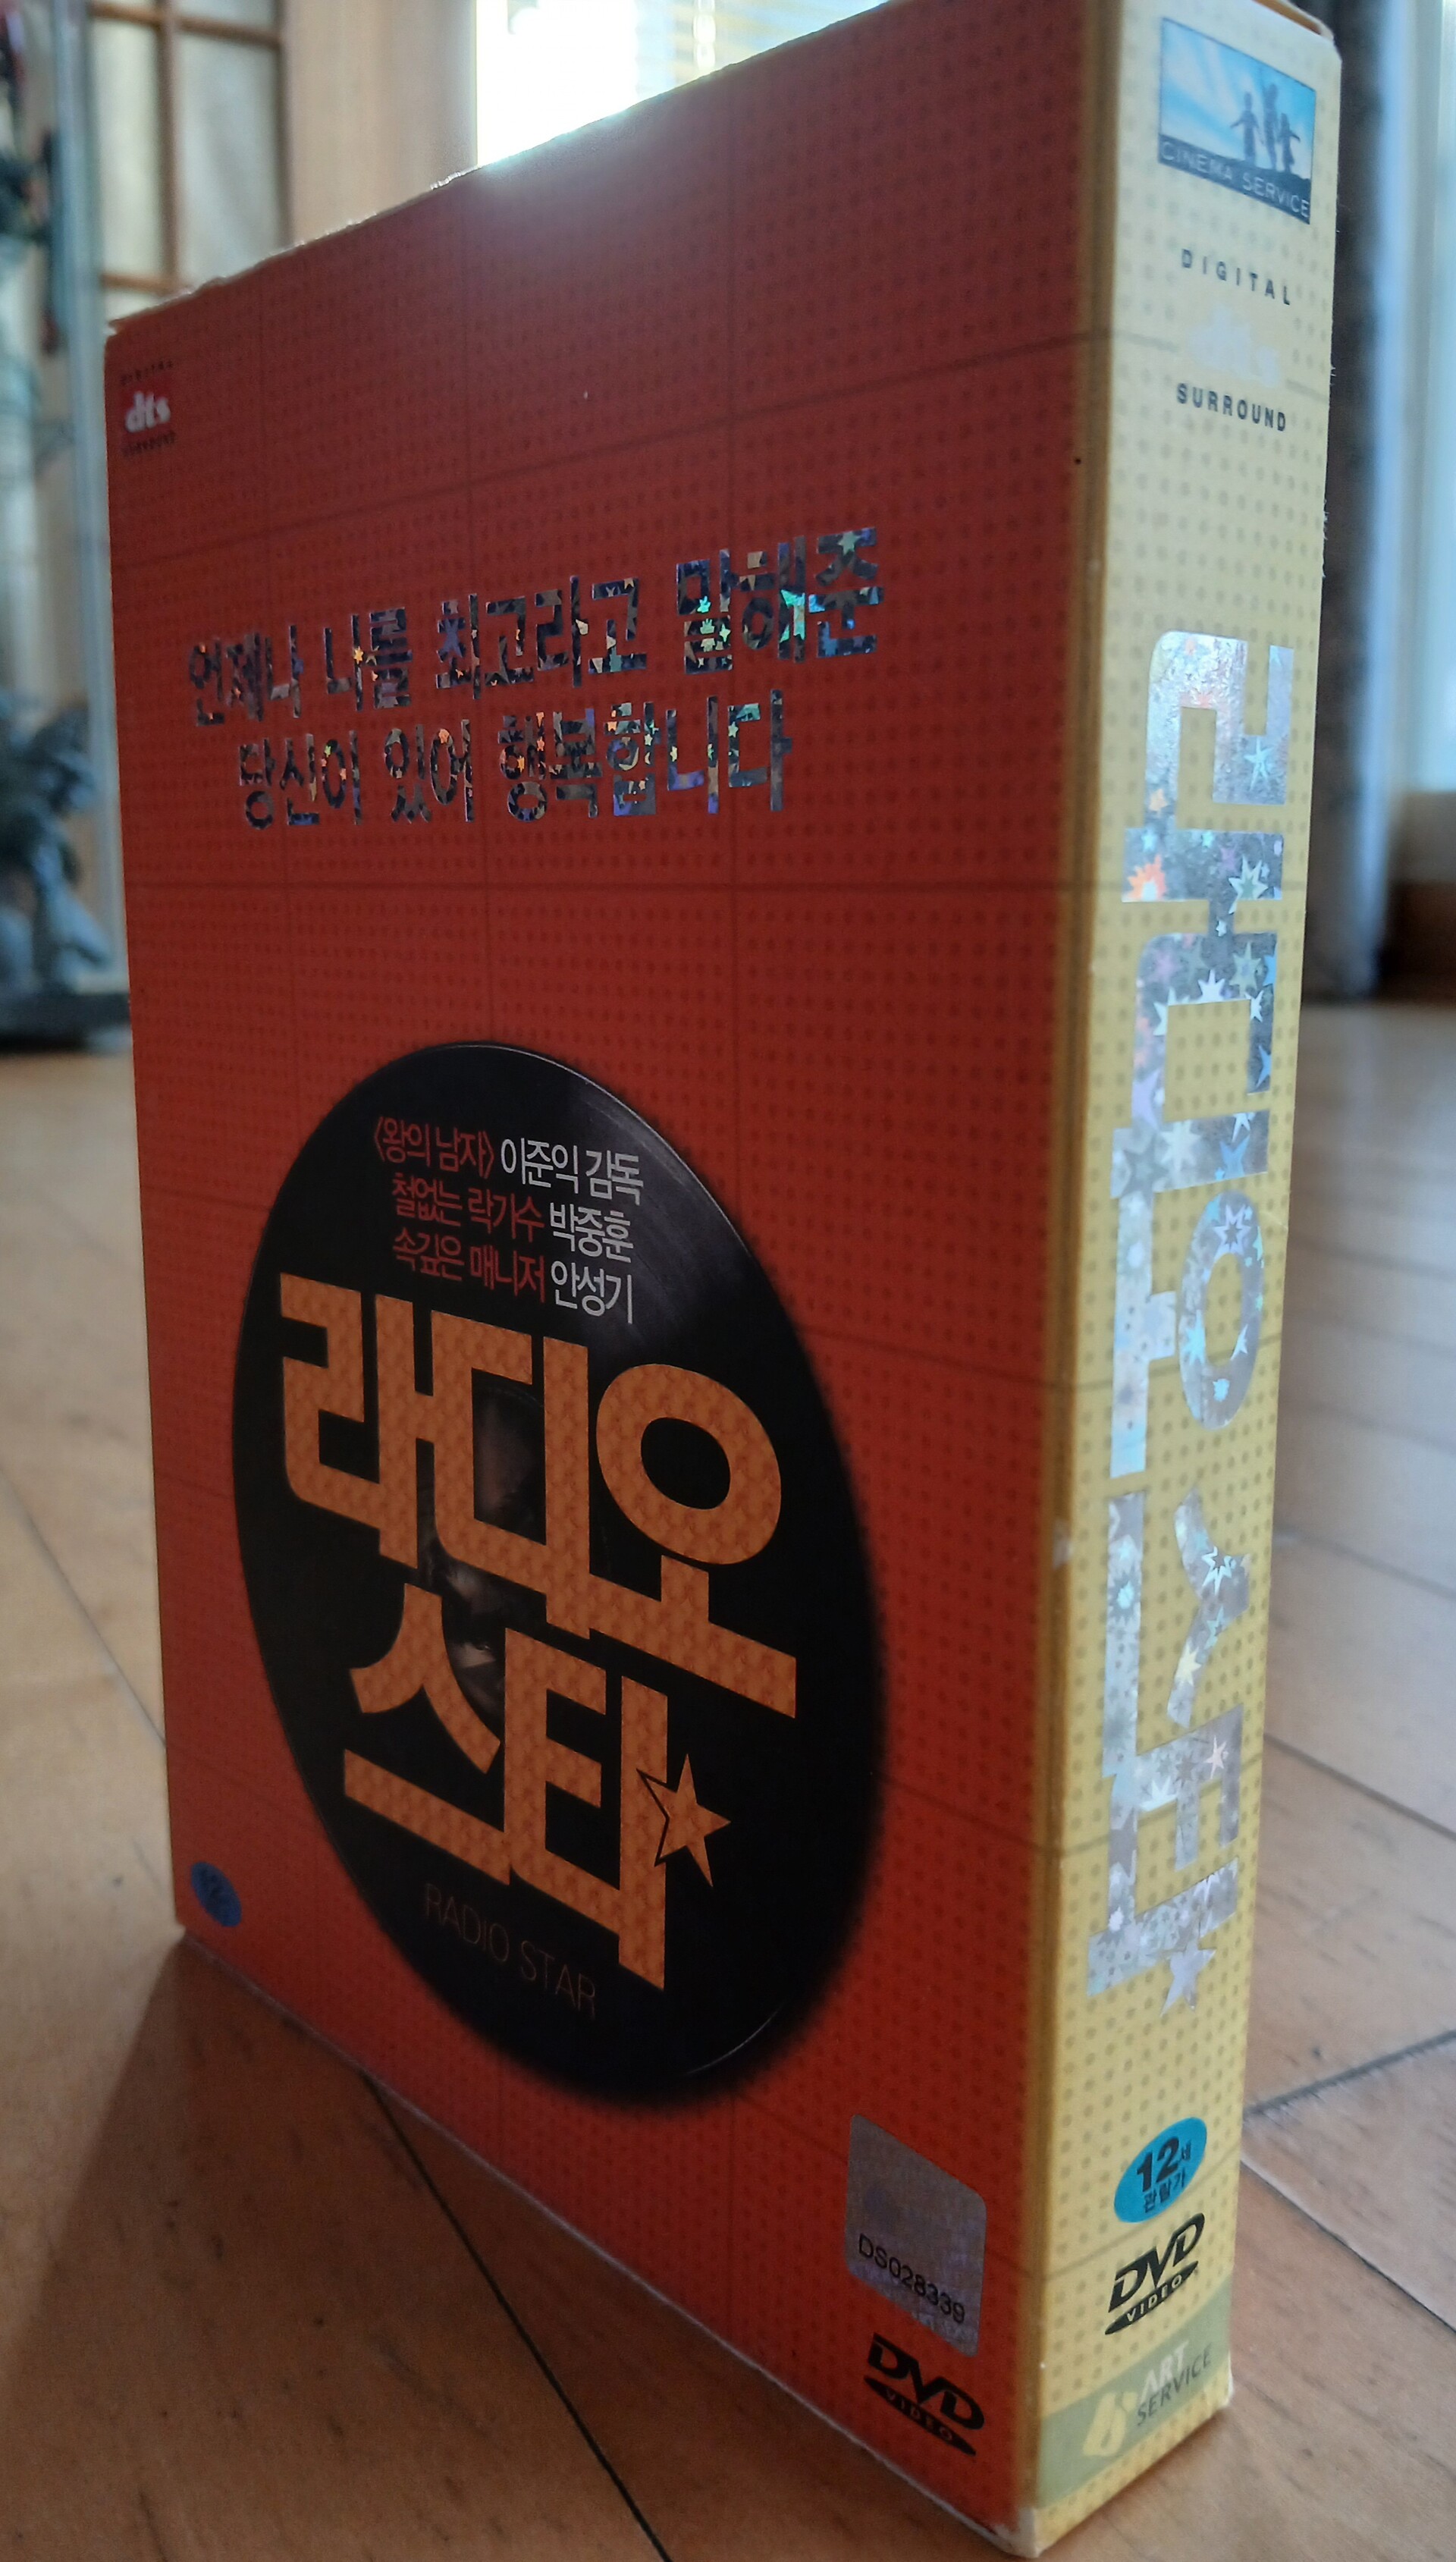 DIGITAL
dts
SURROUND
언제나 나를 최고라고 말해준
당신이 있어 행복합니다
<왕의 남자> 이준익 감독
철없는 락가수 박중훈
속깊은 매니저 안성기
라디오
스타
RADIO STAR
12
DS028339
DVD
VIDEO
CINEMA SERVICE
DIGITAL
dts
SURROUND
라디오스타
12세
관람가
DVD
VIDEO
ART
SERVICE